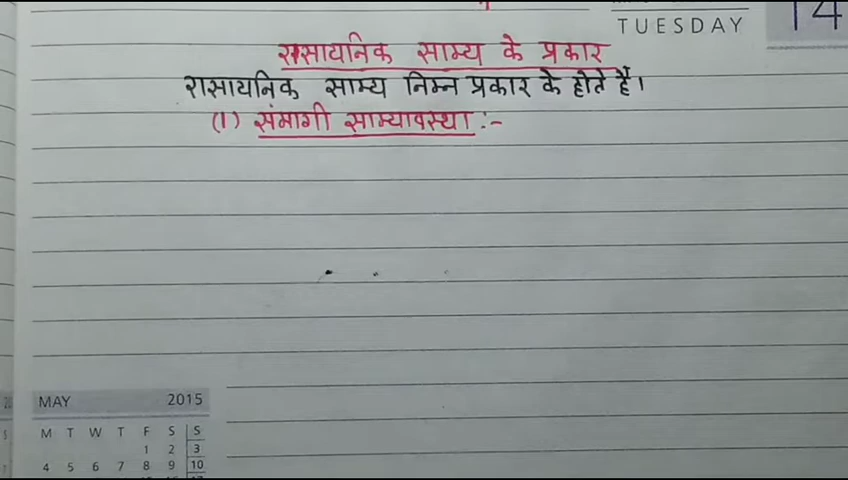 TUESDAY
14
रासायनिक साम्य के प्रकार
रासायनिक साम्य निम्न प्रकार के होते हैं।
(1) संमागी साम्यावस्था :-
MAY 2015
M T W T F S S
1 2 3
4 5 6 7 8 9 10